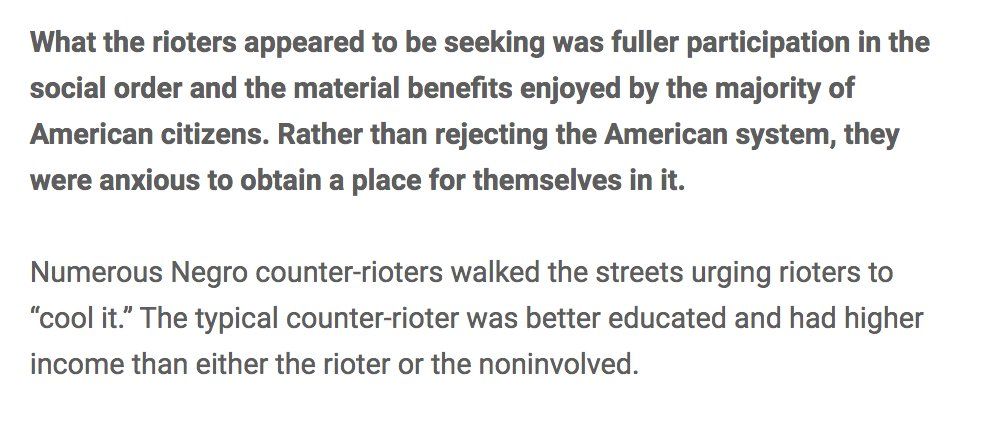 What the rioters appeared to be seeking was fuller participation in the
social order and the material benefits enjoyed by the majority of
American citizens. Rather than rejecting the American system, they
were anxious to obtain a place for themselves in it.
Numerous Negro counter-rioters walked the streets urging rioters to
“cool it.” The typical counter-rioter was better educated and had higher
income than either the rioter or the noninvolved.